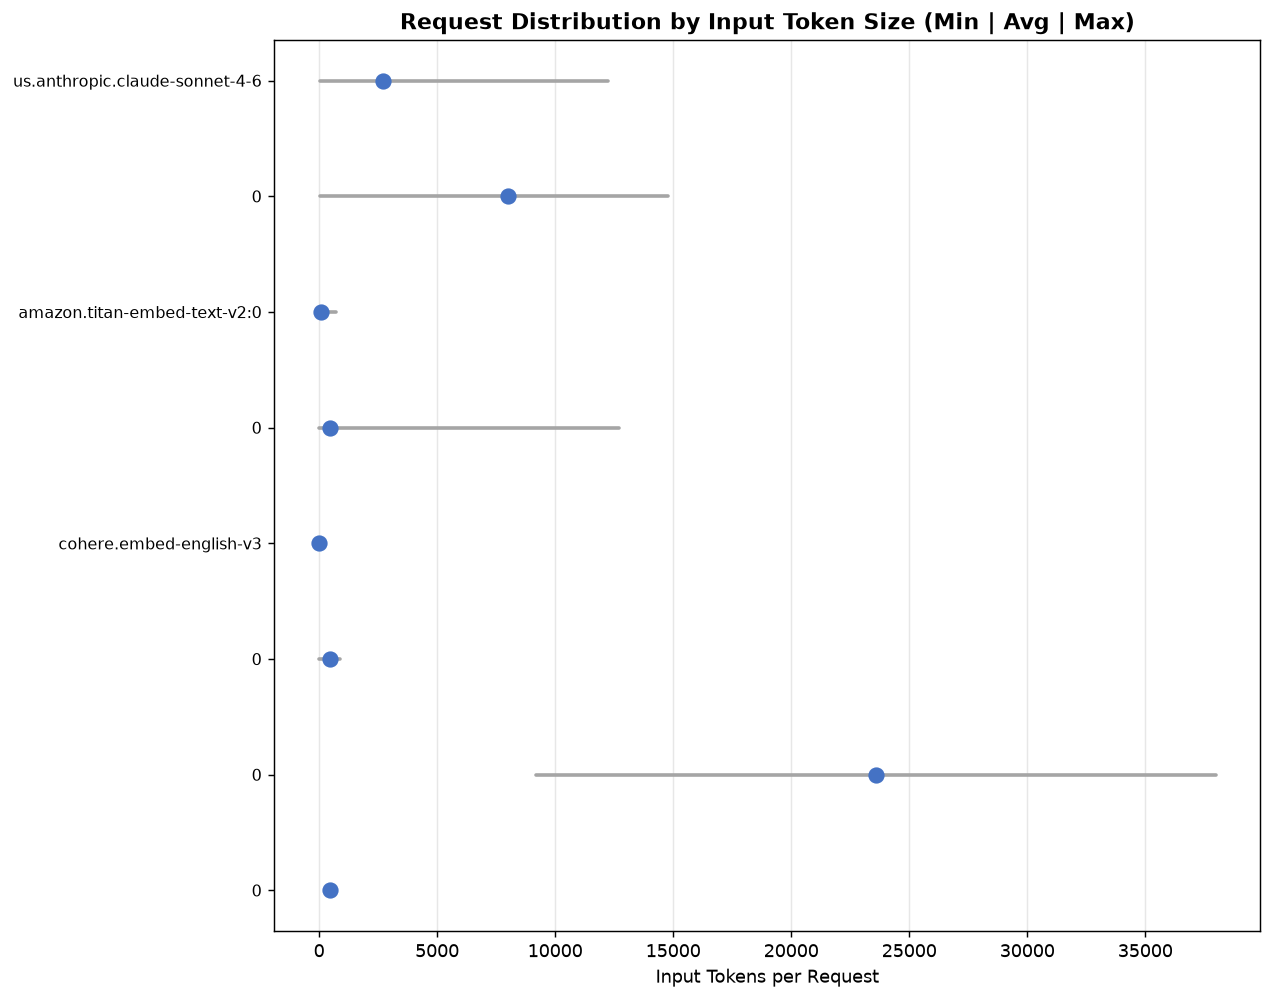 Request Distribution by Input Token Size (Min | Avg | Max)
us.anthropic.claude-sonnet-4-6
0
amazon.titan-embed-text-v2:0
0
cohere.embed-english-v3
0
0
0
0 5000 10000 15000 20000 25000 30000 35000
Input Tokens per Request